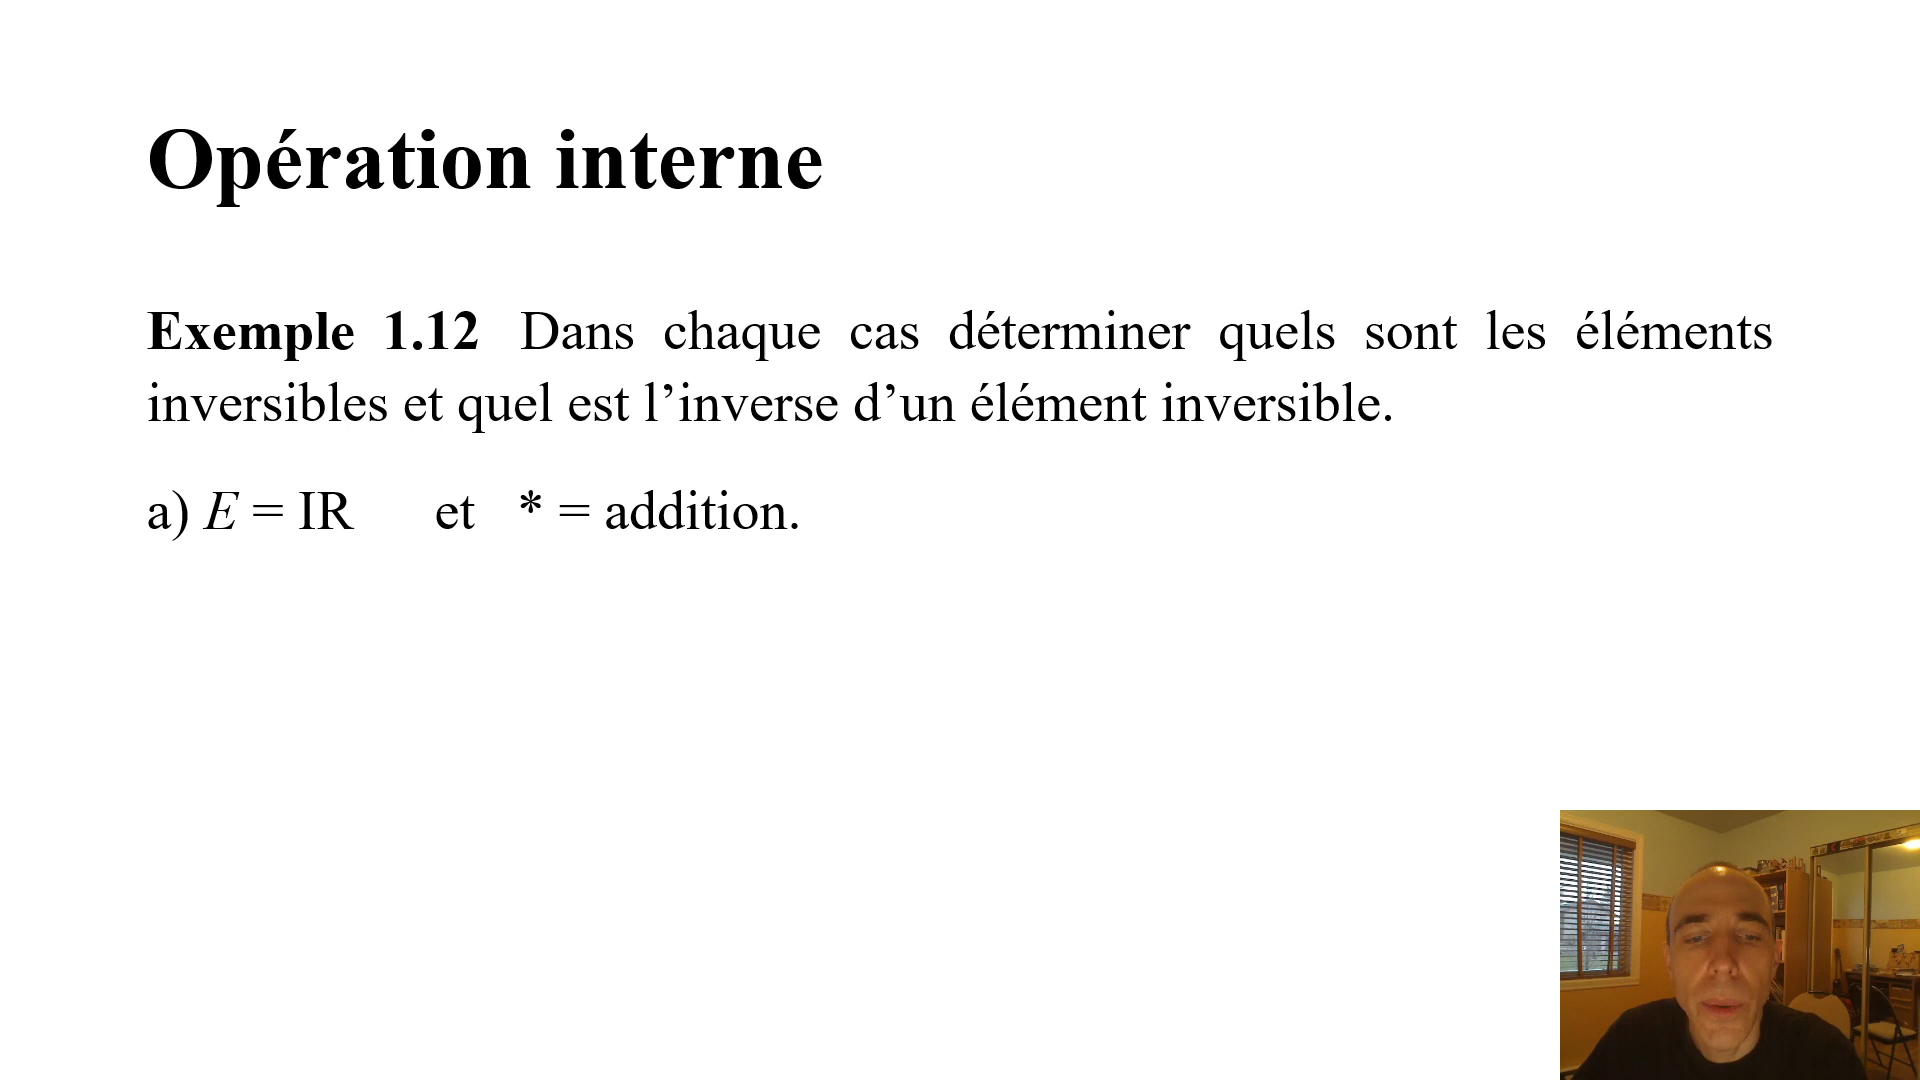 Opération interne
Exemple 1.12 Dans chaque cas déterminer quels sont les éléments
inversibles et quel est l’inverse d’un élément inversible.
a) E = IR et * = addition.